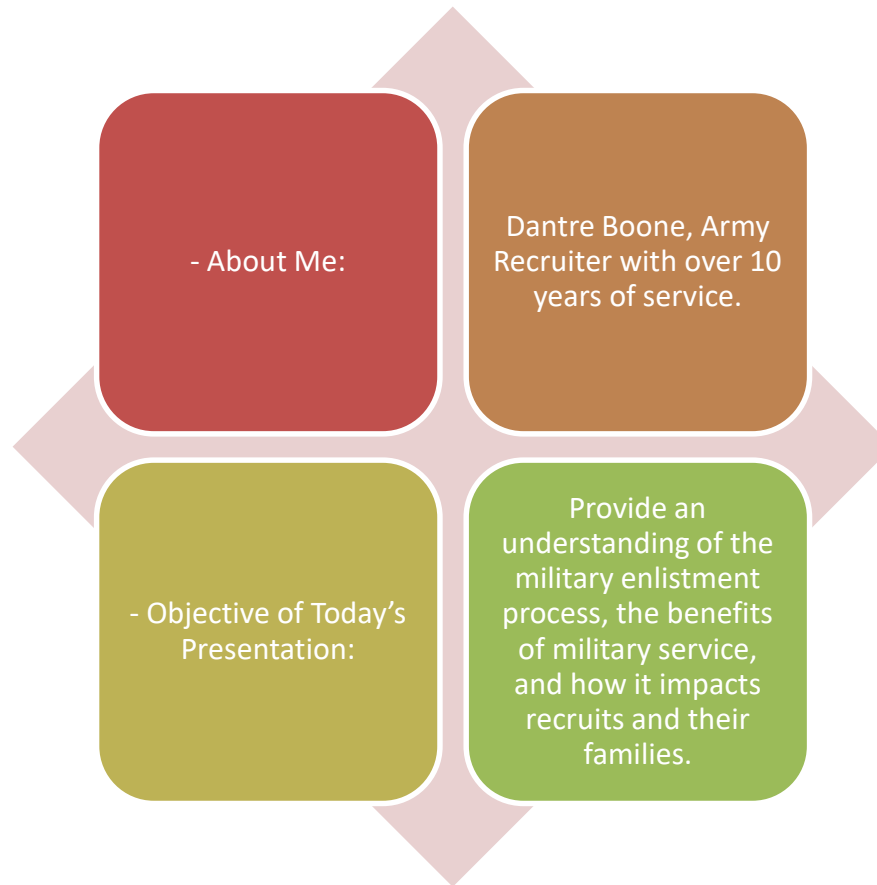 - About Me:
Dantre Boone, Army
Recruiter with over 10
years of service.
- Objective of Today’s
Presentation:
Provide an
understanding of the
military enlistment
process, the benefits
of military service,
and how it impacts
recruits and their
families.